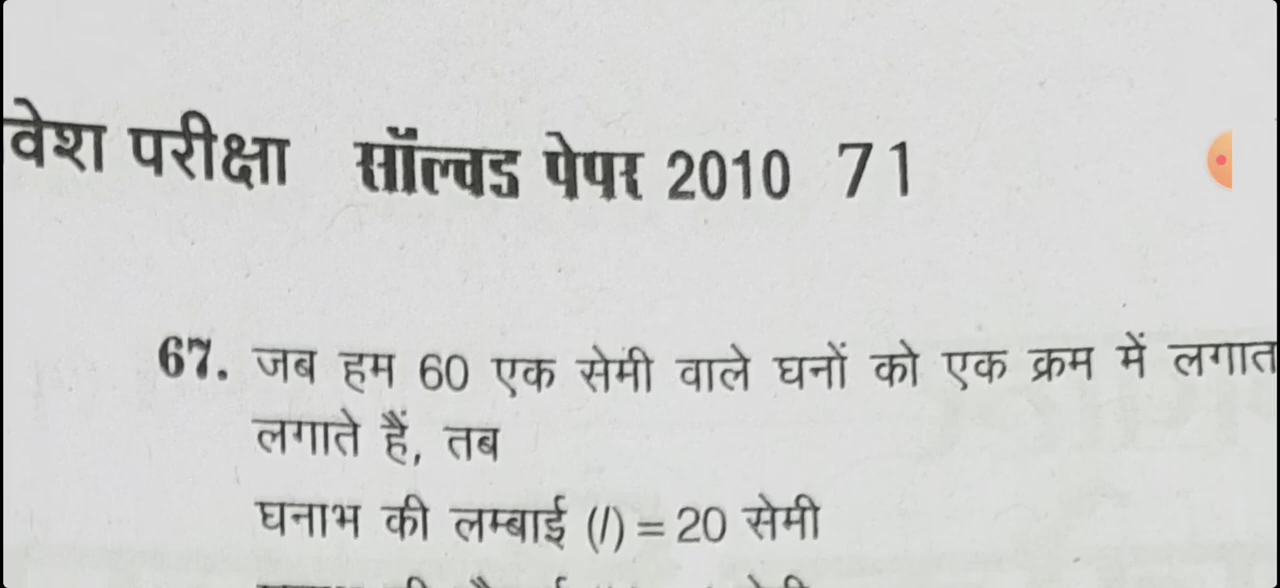 वेश परीक्षा सॉल्वड पेपर 2010 71
67. जब हम 60 एक सेमी वाले घनों को एक क्रम में लगात
लगाते हैं, तब
घनाभ की लम्बाई (l) = 20 सेमी